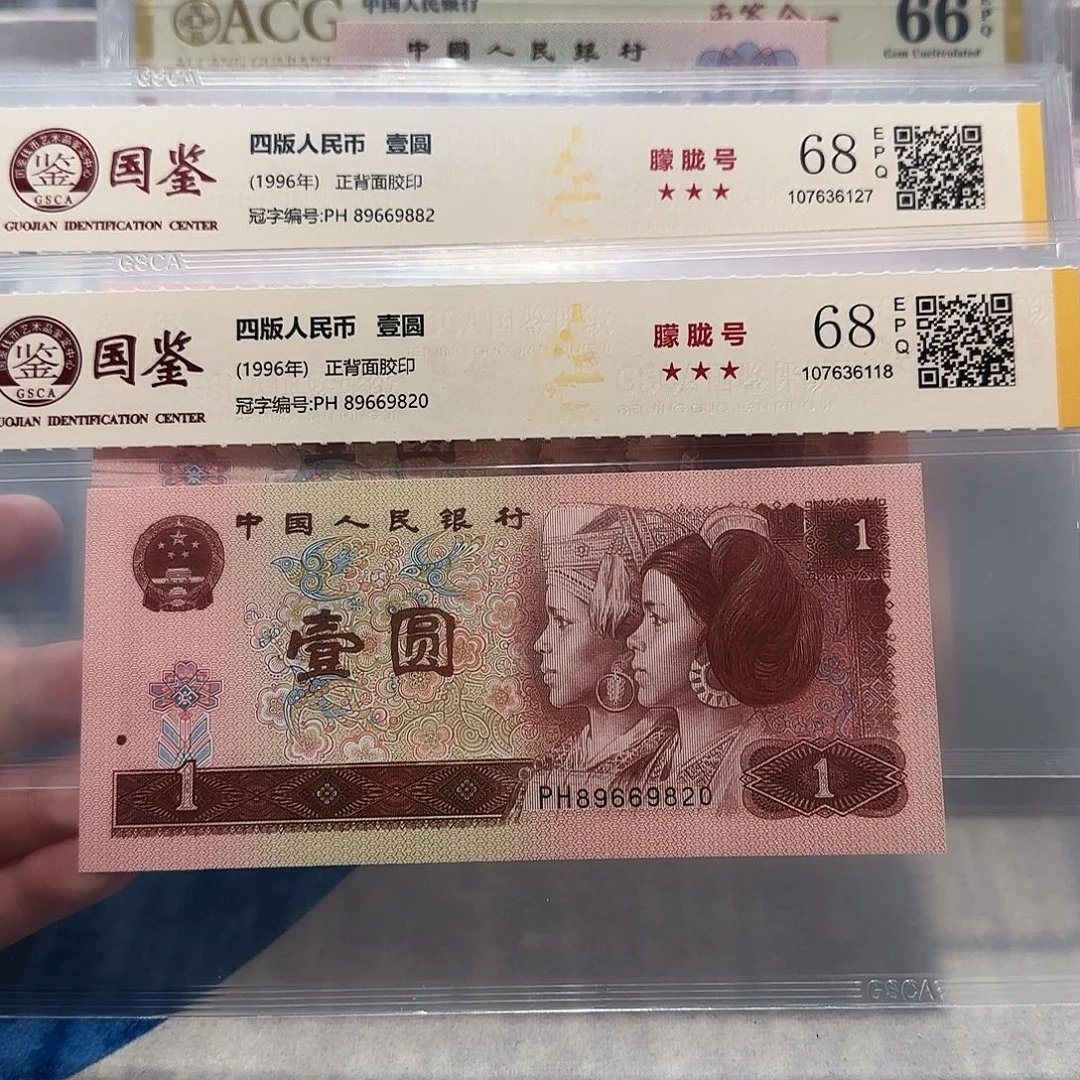 ACG
中国人民银行
66
EPQ
Gem Uncirculated
中国人民银行
GSCA
鉴
GSCA
国鉴
GUOJIAN IDENTIFICATION CENTER
四版人民币 壹圆
(1996年) 正背面胶印
冠字编号:PH 89669882
朦胧号
★★★
68
EPQ
107636127
GSCA
鉴
GSCA
国鉴
UOJIAN IDENTIFICATION CENTER
四版人民币 壹圆
(1996年) 正背面胶印
冠字编号:PH 89669820
朦胧号
★★★
68
EPQ
107636118
中国人民银行
1
壹圆
1
PH89669820
1
GSCA